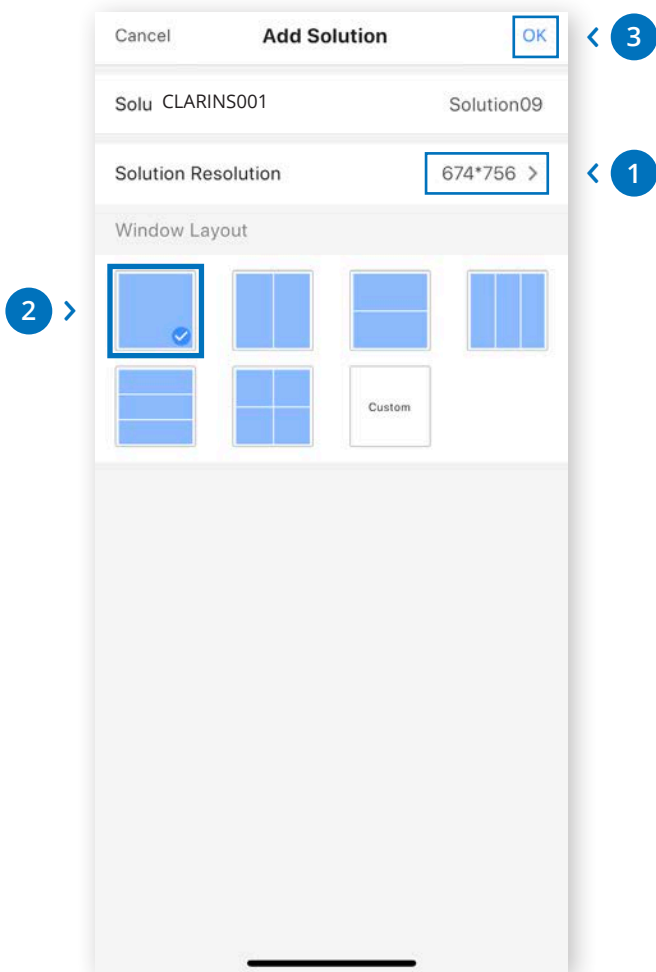 Cancel Add Solution OK 3
Solu CLARINS001 Solution09
Solution Resolution 674*756 > 1
Window Layout
2
Custom